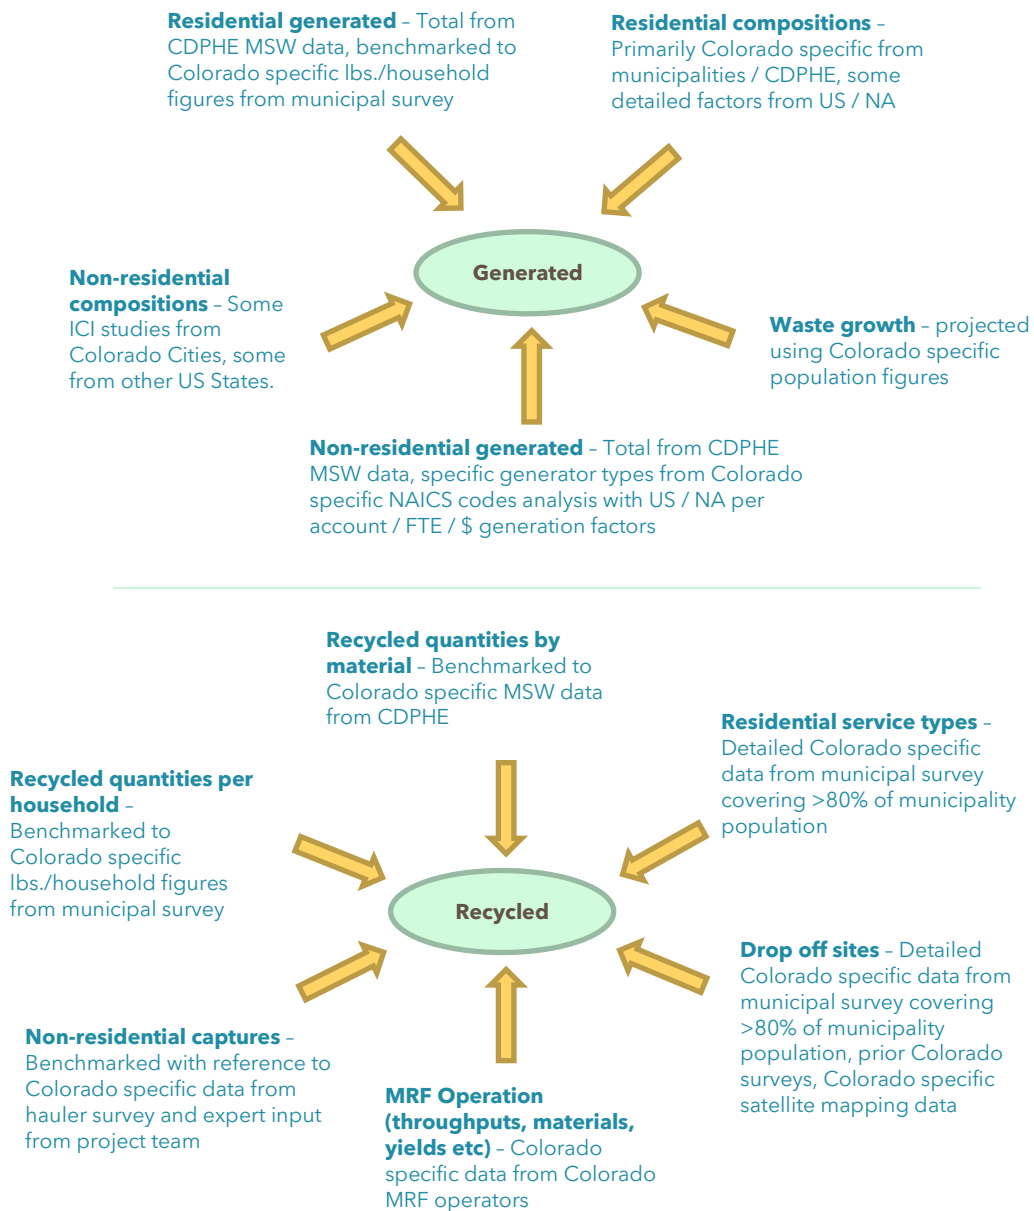 Residential generated – Total from
CDPHE MSW data, benchmarked to
Colorado specific lbs./household
figures from municipal survey
Residential compositions –
Primarily Colorado specific from
municipalities / CDPHE, some
detailed factors from US / NA
Generated
Non-residential
compositions – Some
ICI studies from
Colorado Cities, some
from other US States.
Waste growth – projected
using Colorado specific
population figures
Non-residential generated – Total from CDPHE
MSW data, specific generator types from Colorado
specific NAICS codes analysis with US / NA per
account / FTE / $ generation factors
Recycled quantities by
material – Benchmarked to
Colorado specific MSW data
from CDPHE
Residential service types –
Detailed Colorado specific
data from municipal survey
covering >80% of municipality
population
Recycled quantities per
household –
Benchmarked to
Colorado specific
lbs./household figures
from municipal survey
Recycled
Drop off sites – Detailed
Colorado specific data from
municipal survey covering
>80% of municipality
population, prior Colorado
surveys, Colorado specific
satellite mapping data
Non-residential captures –
Benchmarked with reference to
Colorado specific data from
hauler survey and expert input
from project team
MRF Operation
(throughputs, materials,
yields etc) – Colorado
specific data from Colorado
MRF operators